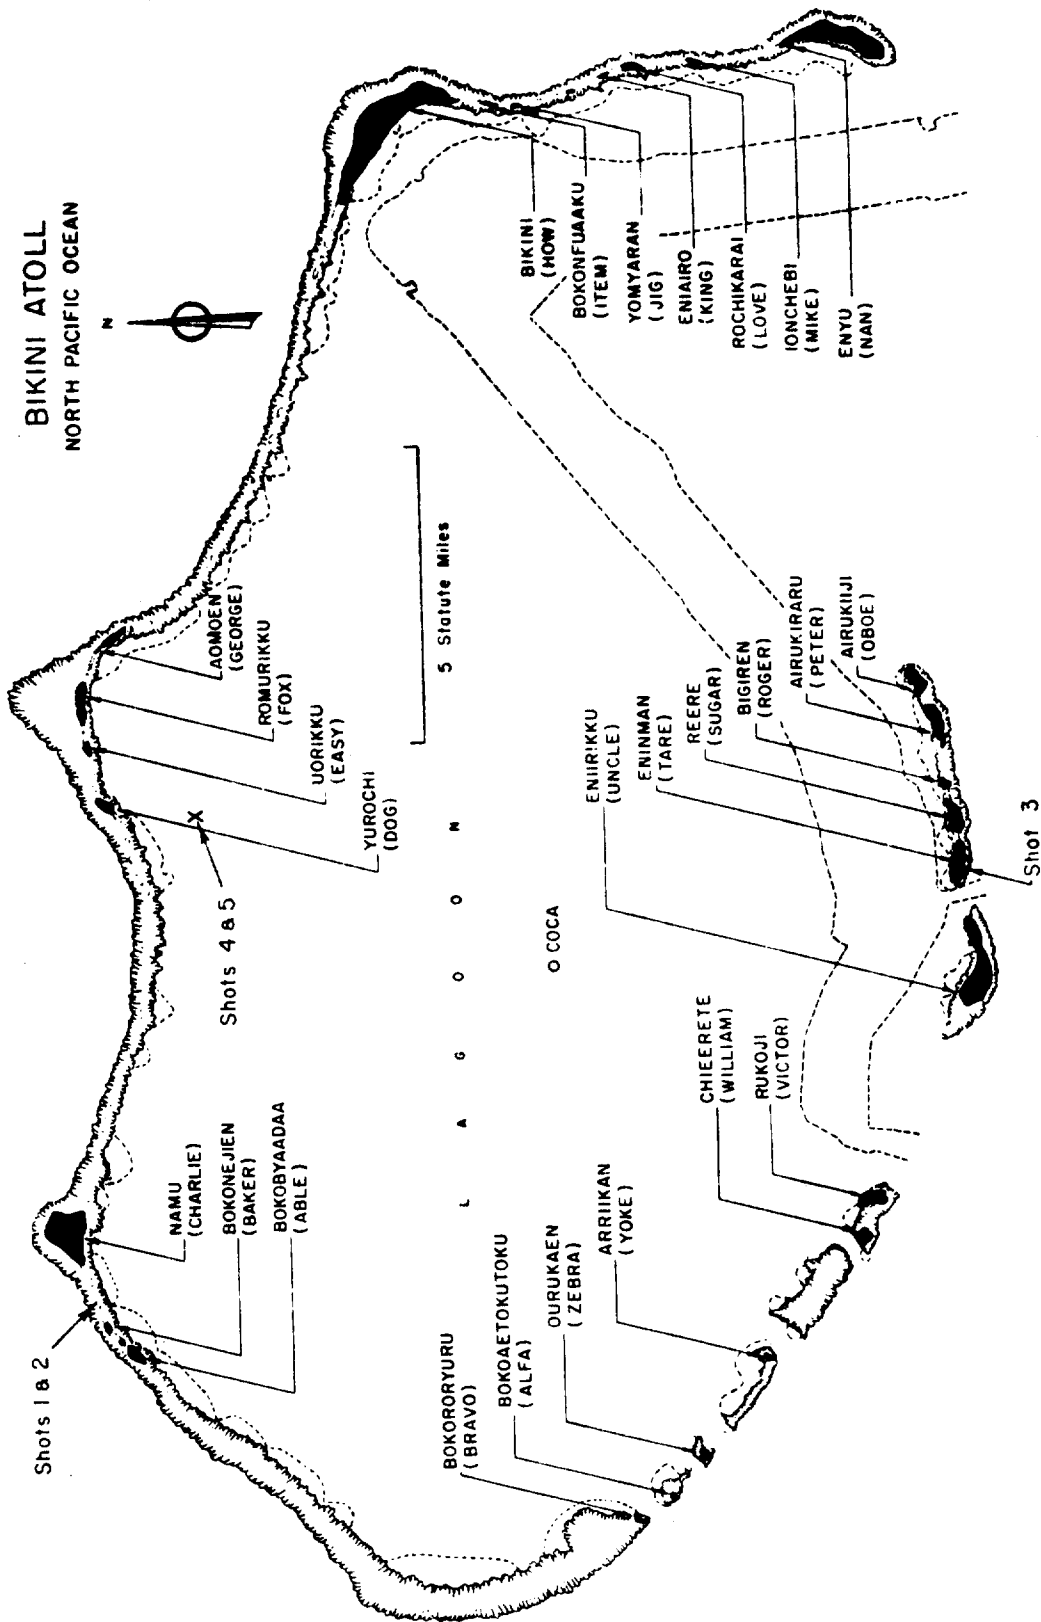 BIKINI ATOLL
NORTH PACIFIC OCEAN
N
Shots 1 & 2
NAMU
(CHARLIE)
BOKONEJIEN
(BAKER)
BOKOBYAADAA
(ABLE)
Shots 4 & 5
X
YUROCHI
(DOG)
UORIKKU
(EASY)
ROMURIKKU
(FOX)
AOMOEN
(GEORGE)
5 Statute Miles
LAGOON
COCA
BIKINI
(HOW)
BOKONFUAAKU
(ITEM)
YOMYARAN
(JIG)
ENIAIRO
(KING)
ROCHIKARAI
(LOVE)
IONCHEBI
(MIKE)
ENYU
(NAN)
BOKORORYURU
(BRAVO)
BOKOAETOKUTOKU
(ALFA)
OURUKAEN
(ZEBRA)
ARRIIKAN
(YOKE)
CHIEERETE
(WILLIAM)
RUKOJI
(VICTOR)
ENIIRIKKU
(UNCLE)
ENINMAN
(TARE)
REERE
(SUGAR)
BIGIREN
(ROGER)
AIRUKIRARU
(PETER)
AIRUKIIJI
(OBOE)
Shot 3